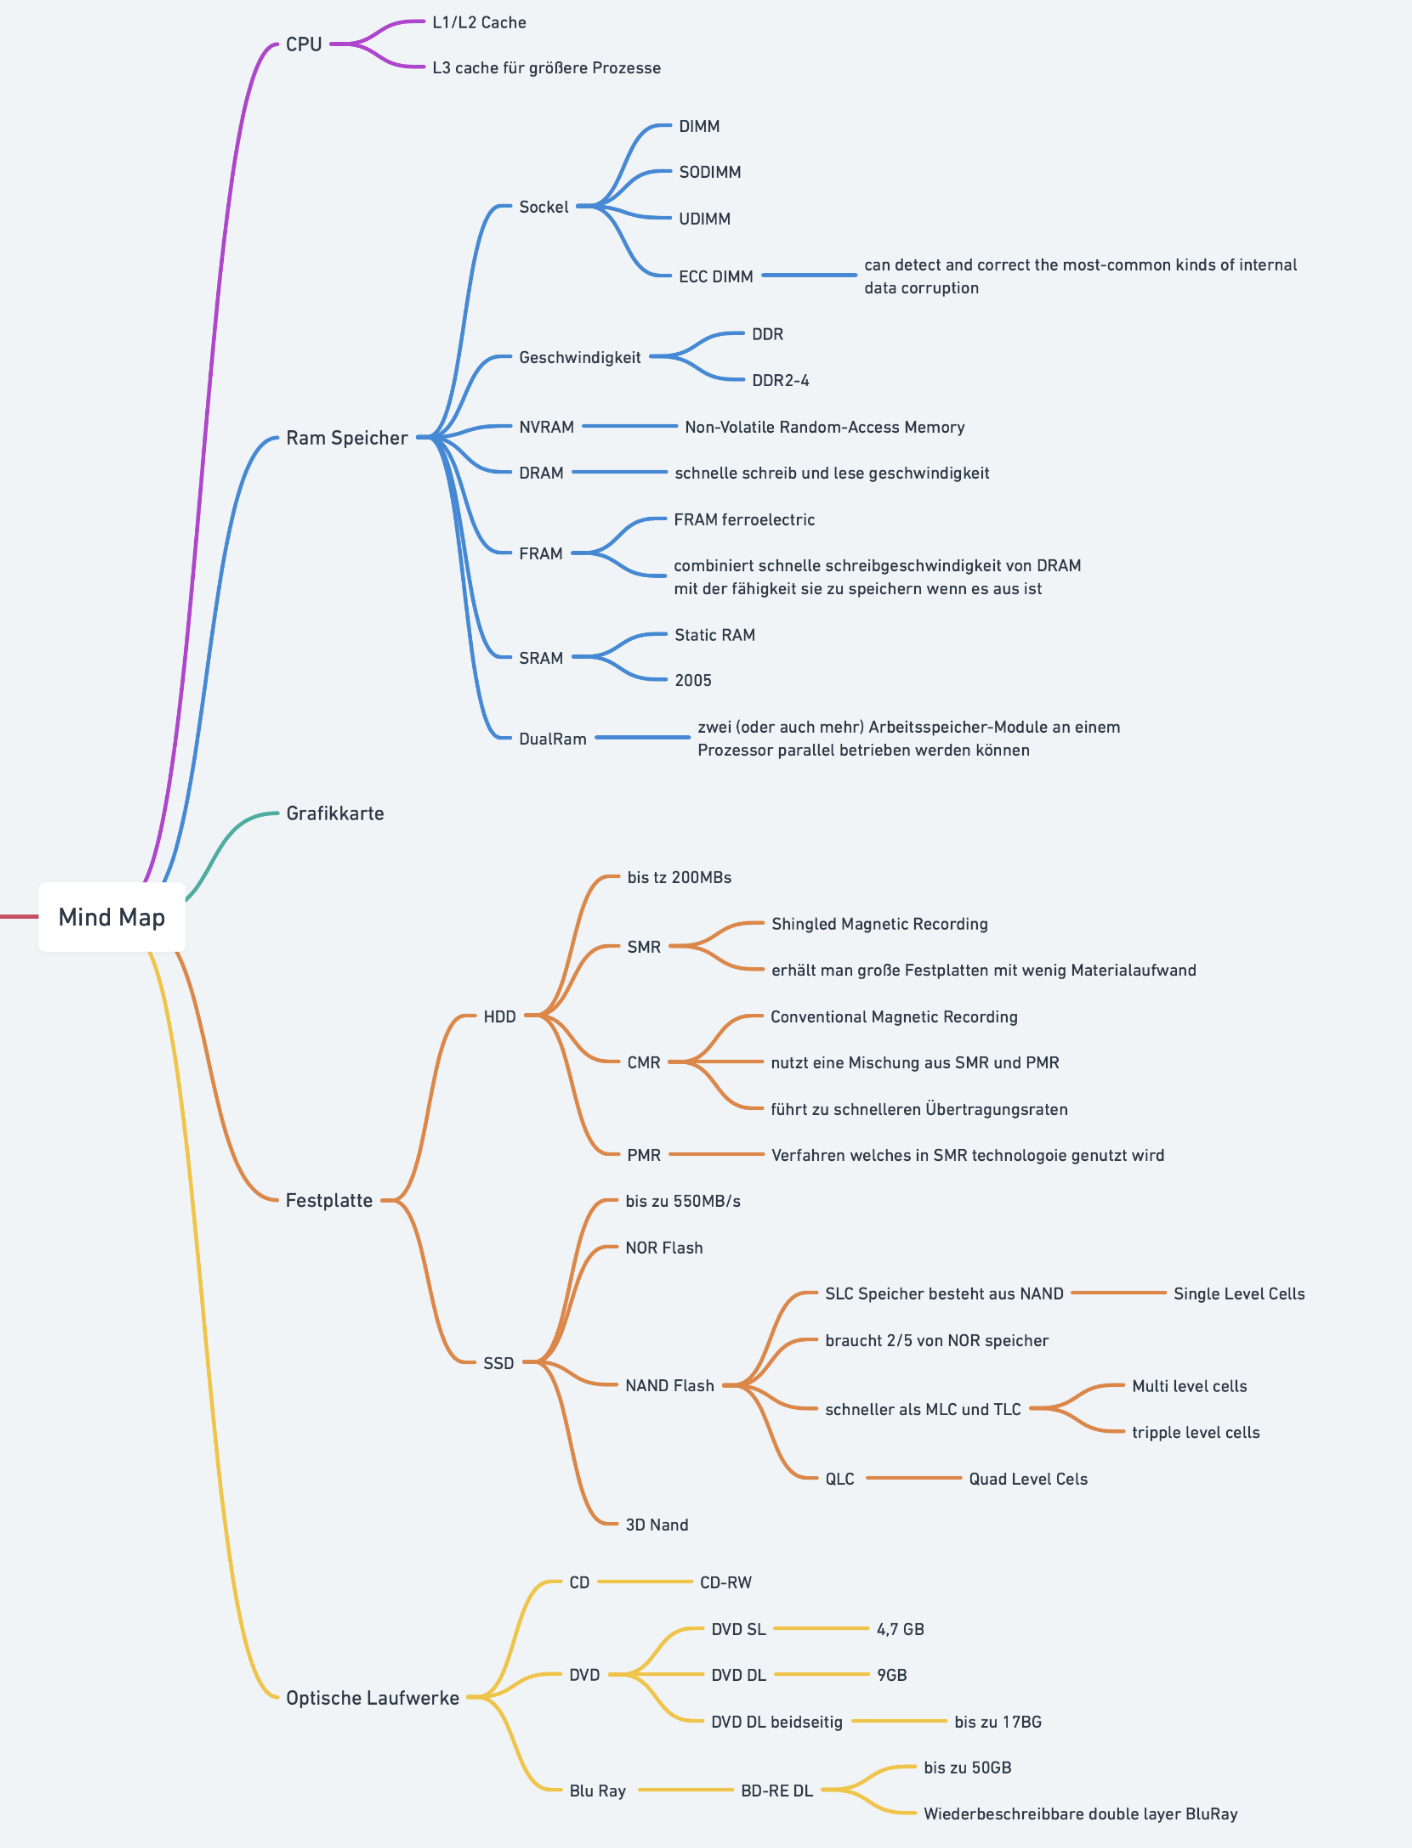 CPU
L1/L2 Cache
L3 cache für größere Prozesse
Ram Speicher
Sockel
DIMM
SODIMM
UDIMM
ECC DIMM
can detect and correct the most-common kinds of internal
data corruption
Geschwindigkeit
DDR
DDR2-4
NVRAM
Non-Volatile Random-Access Memory
DRAM
schnelle schreib und lese geschwindigkeit
FRAM
FRAM ferroelectric
combiniert schnelle schreibgeschwindigkeit von DRAM
mit der fähigkeit sie zu speichern wenn es aus ist
SRAM
Static RAM
2005
DualRam
zwei (oder auch mehr) Arbeitsspeicher-Module an einem
Prozessor parallel betrieben werden können
Grafikkarte
Mind Map
Festplatte
HDD
bis tz 200MBs
SMR
Shingled Magnetic Recording
erhält man große Festplatten mit wenig Materialaufwand
CMR
Conventional Magnetic Recording
nutzt eine Mischung aus SMR und PMR
führt zu schnelleren Übertragungsraten
PMR
Verfahren welches in SMR technologoie genutzt wird
SSD
bis zu 550MB/s
NOR Flash
NAND Flash
SLC Speicher besteht aus NAND
Single Level Cells
braucht 2/5 von NOR speicher
schneller als MLC und TLC
Multi level cells
tripple level cells
QLC
Quad Level Cels
3D Nand
Optische Laufwerke
CD
CD-RW
DVD
DVD SL
4,7 GB
DVD DL
9GB
DVD DL beidseitig
bis zu 17BG
Blu Ray
BD-RE DL
bis zu 50GB
Wiederbeschreibbare double layer BluRay